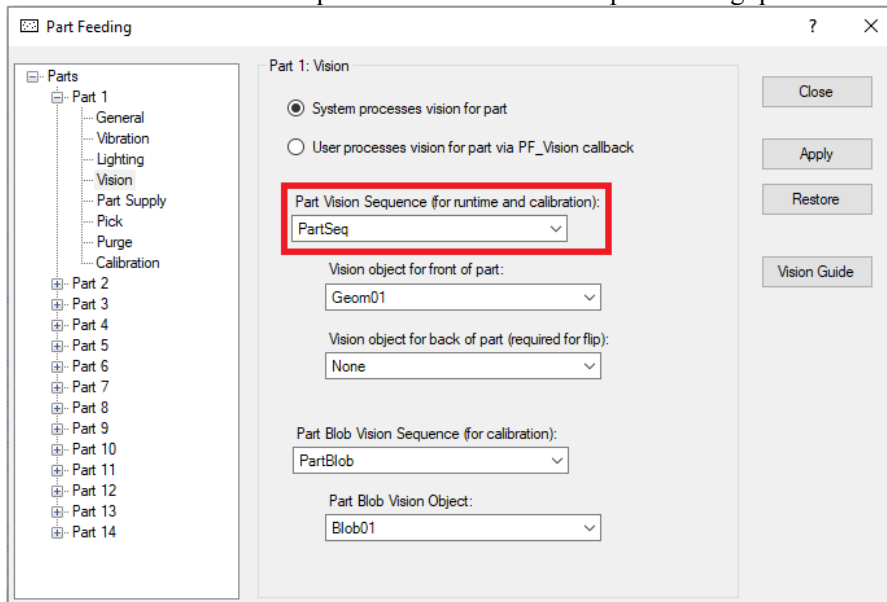 Part Feeding
?
X
Parts
Part 1
General
Vibration
Lighting
Vision
Part Supply
Pick
Purge
Calibration
Part 2
Part 3
Part 4
Part 5
Part 6
Part 7
Part 8
Part 9
Part 10
Part 11
Part 12
Part 13
Part 14
Part 1: Vision
System processes vision for part
User processes vision for part via PF_Vision callback
Part Vision Sequence (for runtime and calibration):
PartSeq
Vision object for front of part:
Geom01
Vision object for back of part (required for flip):
None
Part Blob Vision Sequence (for calibration):
PartBlob
Part Blob Vision Object:
Blob01
Close
Apply
Restore
Vision Guide